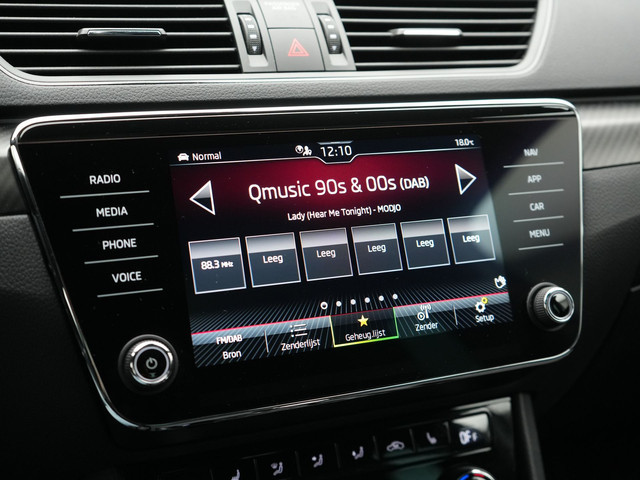 Normal
12:10
18.0°C
Qmusic 90s & 00s (DAB)
Lady (Hear Me Tonight) - MODJO
88.3 MHz
Leeg
Leeg
Leeg
Leeg
Leeg
FM/DAB
Bron
Zenderlijst
Geheug.lijst
Zender
Setup
RADIO
MEDIA
PHONE
VOICE
NAV
APP
CAR
MENU
OFF